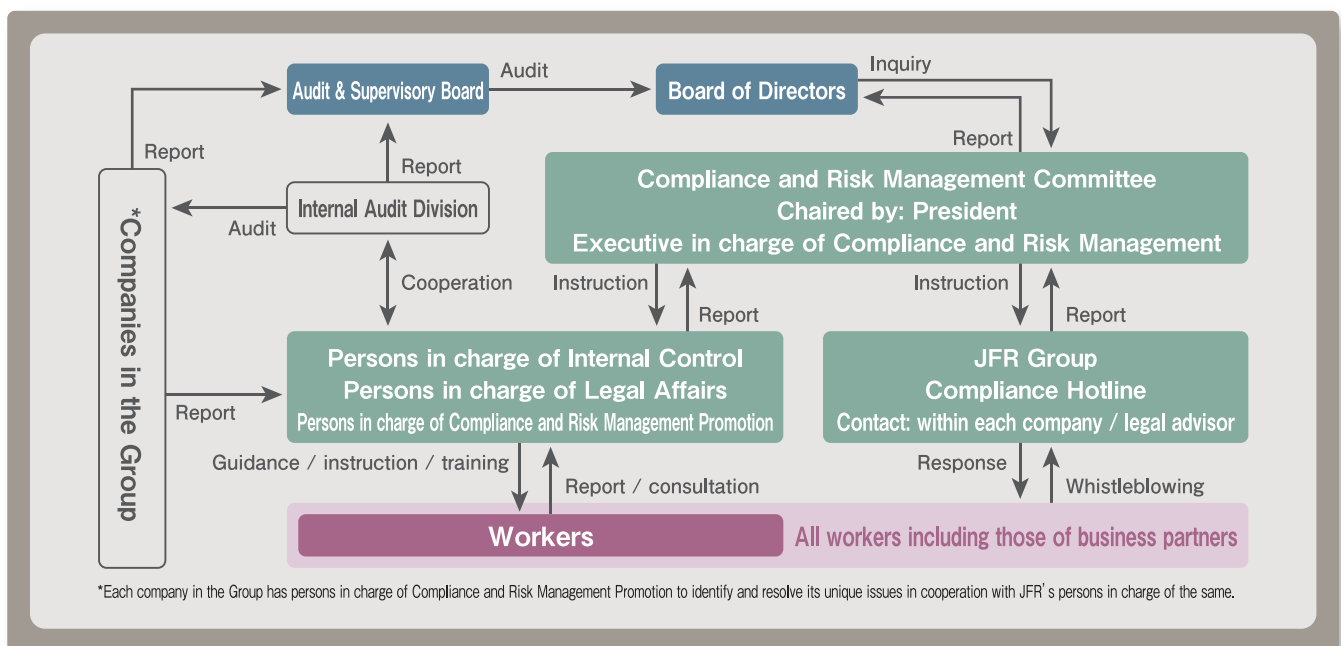 Audit & Supervisory Board
Audit
Board of Directors
Inquiry
Report
Report
Report
Compliance and Risk Management Committee
Chaired by: President
Executive in charge of Compliance and Risk Management
*Companies in the Group
Audit
Internal Audit Division
Cooperation
Instruction
Report
Instruction
Report
Report
Persons in charge of Internal Control
Persons in charge of Legal Affairs
Persons in charge of Compliance and Risk Management Promotion
JFR Group
Compliance Hotline
Contact: within each company / legal advisor
Guidance / instruction / training
Report / consultation
Response
Whistleblowing
Workers
All workers including those of business partners
*Each company in the Group has persons in charge of Compliance and Risk Management Promotion to identify and resolve its unique issues in cooperation with JFR's persons in charge of the same.